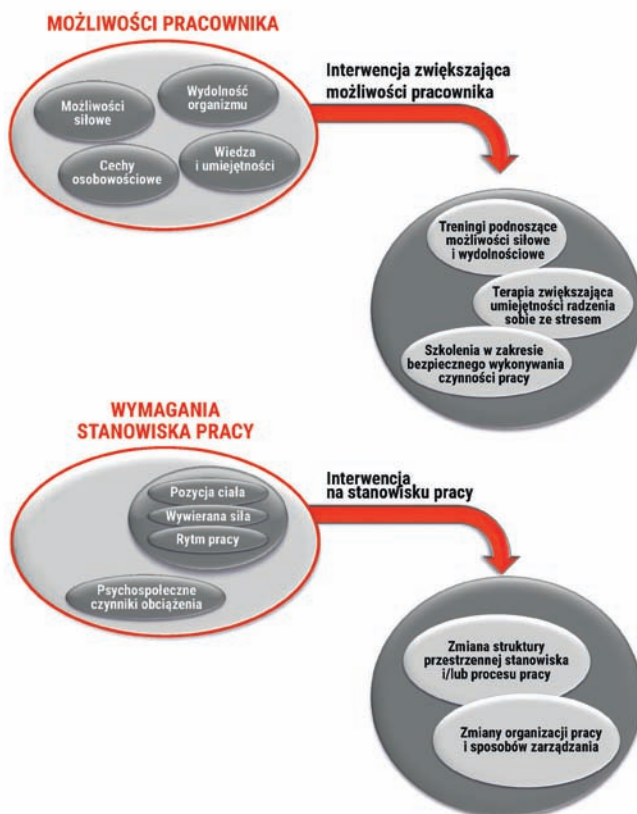 MOŻLIWOŚCI PRACOWNIKA
Możliwości
siłowe
Wydolność
organizmu
Cechy
osobowościowe
Wiedza
i umiejętności
Interwencja zwiększająca
możliwości pracownika
Treningi podnoszące
możliwości siłowe
i wydolnościowe
Terapia zwiększająca
umiejętności radzenia
sobie ze stresem
Szkolenia w zakresie
bezpiecznego wykonywania
czynności pracy
WYMAGANIA
STANOWISKA PRACY
Pozycja ciała
Wywierana siła
Rytm pracy
Psychospołeczne
czynniki obciążenia
Interwencja
na stanowisku pracy
Zmiana struktury
przestrzennej stanowiska
i/lub procesu pracy
Zmiany organizacji pracy
i sposobów zarządzania